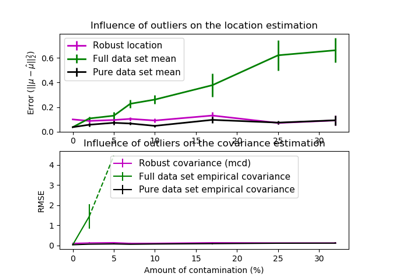 Influence of outliers on the location estimation
Error (||μ − μ̂||₂²)
0.8
0.6
0.4
0.2
0.0
Robust location
Full data set mean
Pure data set mean
0 5 10 15 20 25 30
Influence of outliers on the covariance estimation
RMSE
4
3
2
1
0
Robust covariance (mcd)
Full data set empirical covariance
Pure data set empirical covariance
0 5 10 15 20 25 30
Amount of contamination (%)